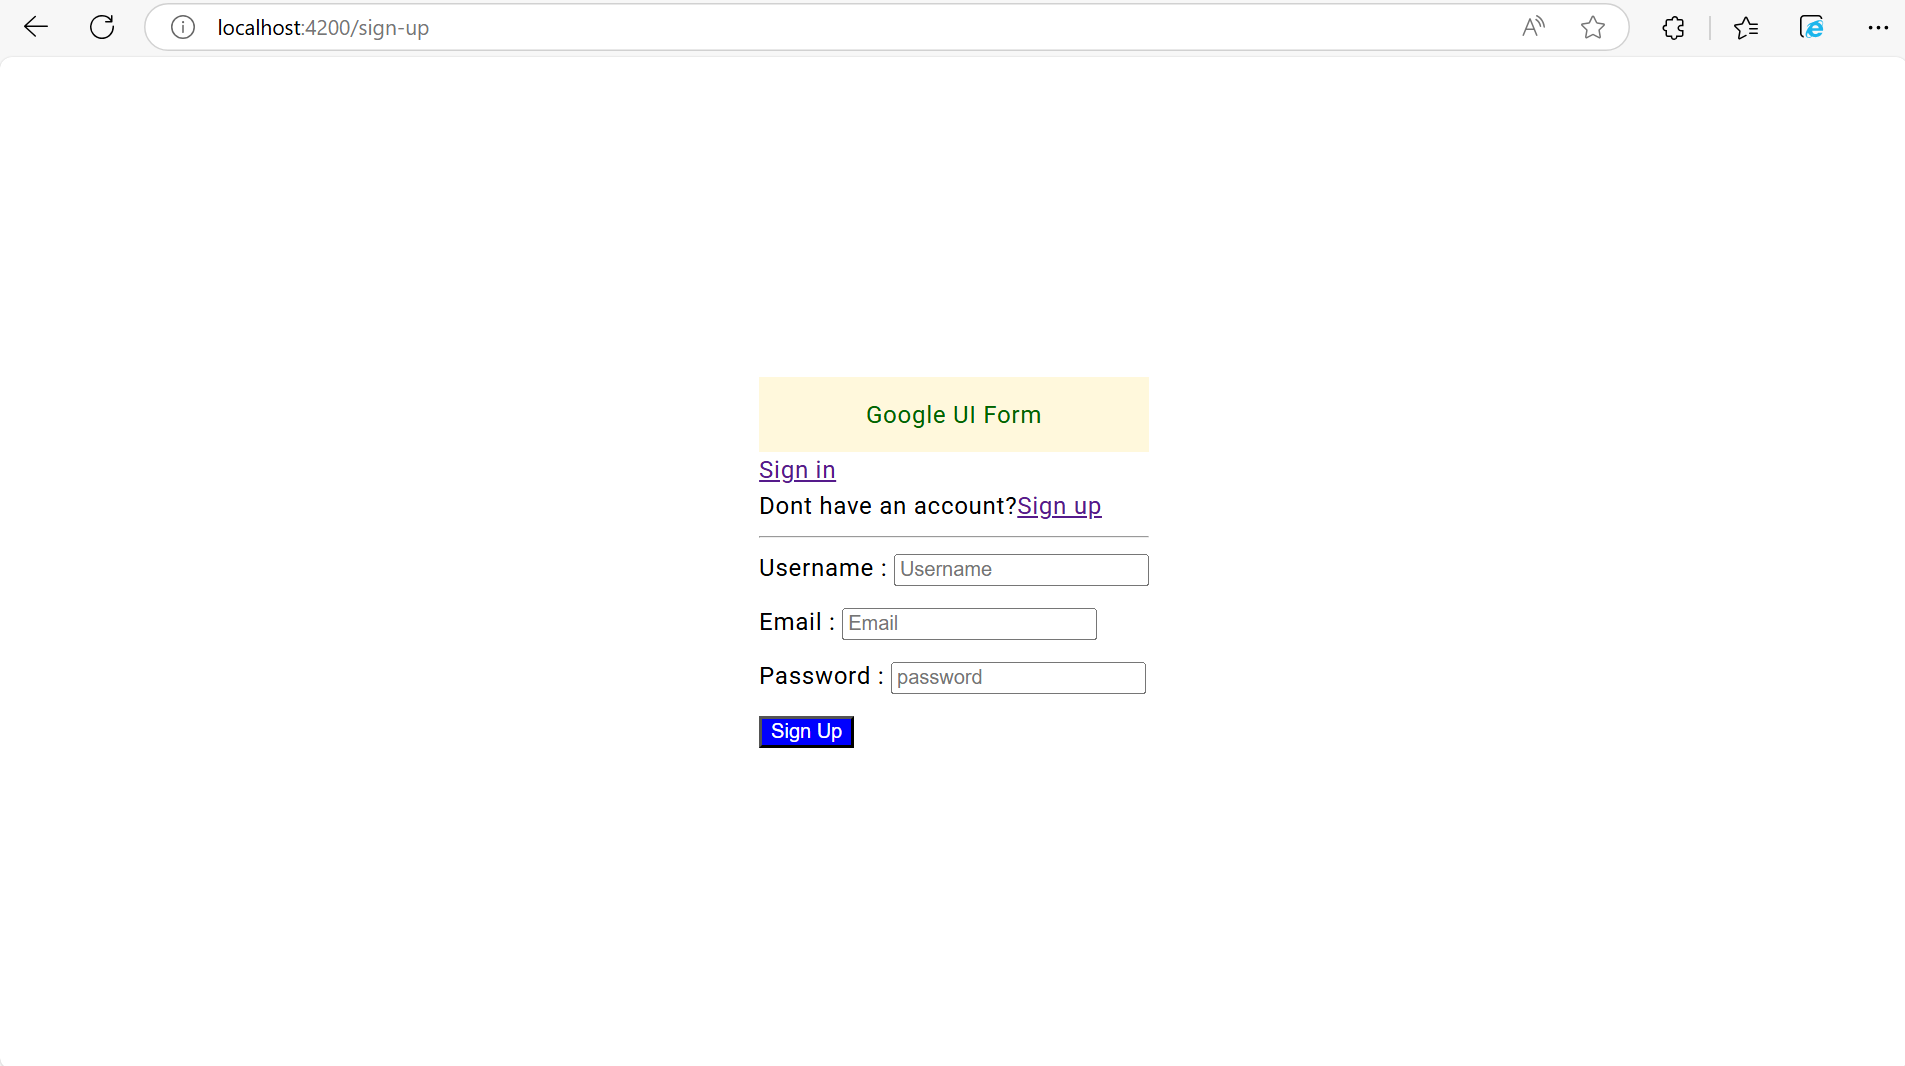 localhost:4200/sign-up
Google UI Form
Sign in
Dont have an account?Sign up
Username : Username
Email : Email
Password : password
Sign Up